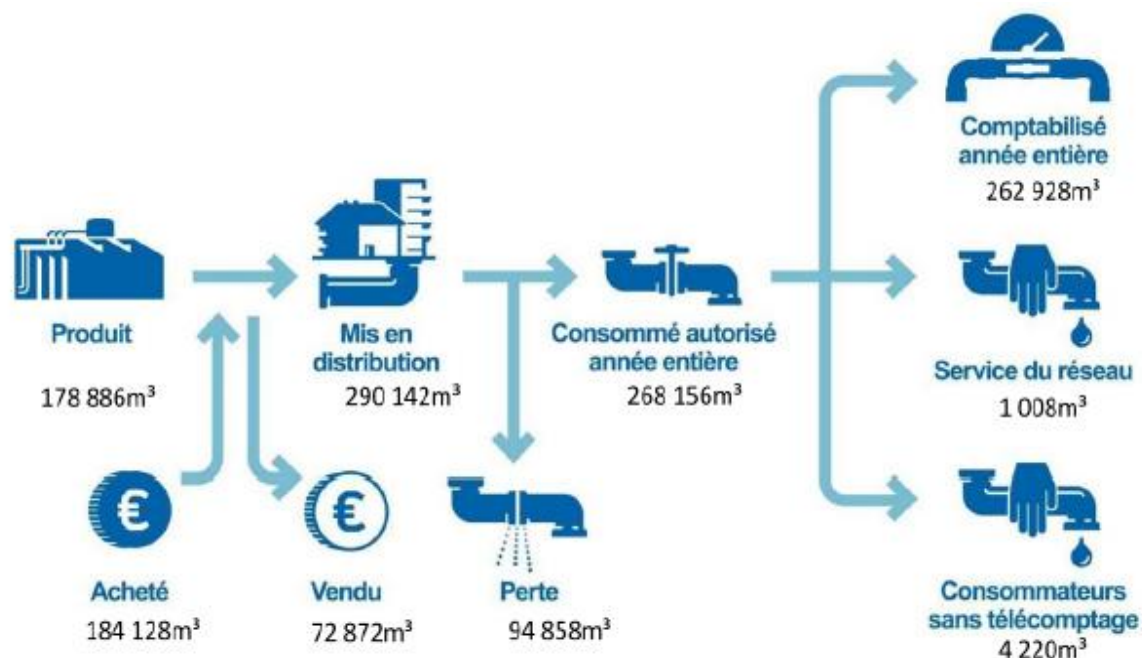 Comptabilisé
année entière
262 928m³
Produit
178 886m³
Mis en
distribution
290 142m³
Consommé autorisé
année entière
268 156m³
Service du réseau
1 008m³
€
Acheté
184 128m³
€
Vendu
72 872m³
Perte
94 858m³
Consommateurs
sans télécomptage
4 220m³